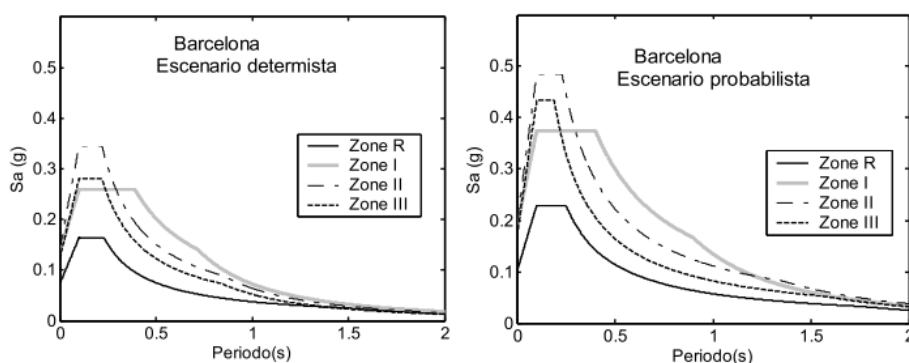 Barcelona
Escenario determista
0.5
0.4
0.3
0.2
0.1
0
Sa (g)
Zone R
Zone I
Zone II
Zone III
0
0.5
1
1.5
2
Periodo(s)
Barcelona
Escenario probabilista
0.5
0.4
0.3
0.2
0.1
0
Sa (g)
Zone R
Zone I
Zone II
Zone III
0
0.5
1
1.5
2
Periodo(s)